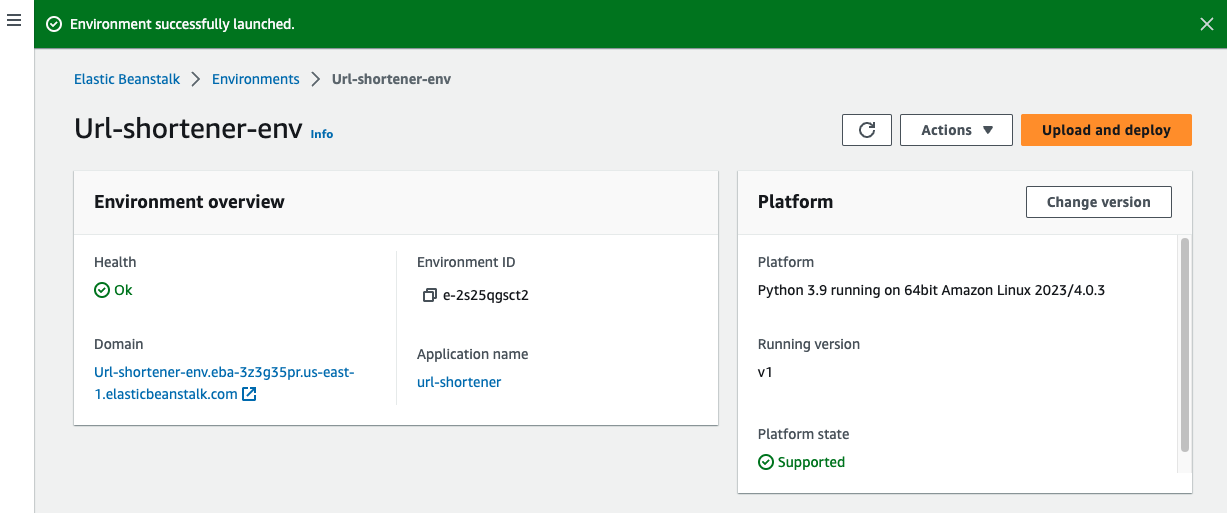 Environment successfully launched.
Elastic Beanstalk > Environments > Url-shortener-env
Url-shortener-env Info
Actions
Upload and deploy
Environment overview
Health
Ok
Domain
Url-shortener-env.eba-3z3g35pr.us-east-
1.elasticbeanstalk.com
Environment ID
e-2s25qgsct2
Application name
url-shortener
Platform
Change version
Platform
Python 3.9 running on 64bit Amazon Linux 2023/4.0.3
Running version
v1
Platform state
Supported